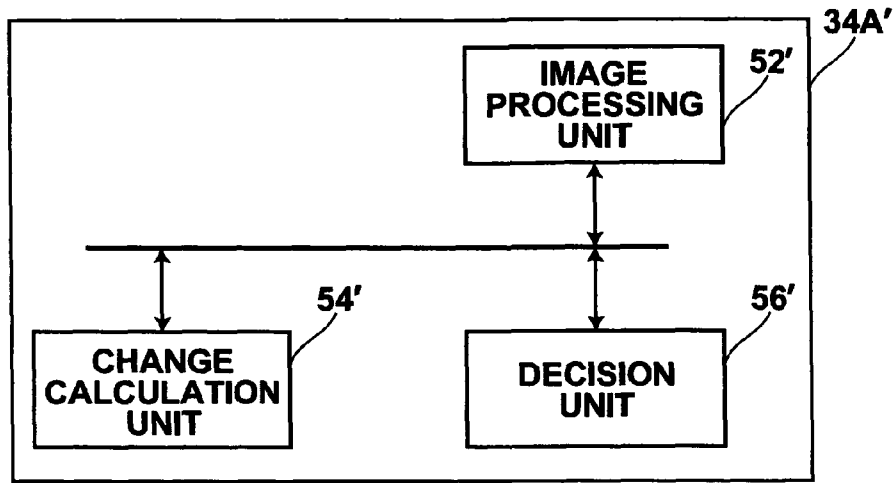 34A′
IMAGE
PROCESSING
UNIT
52′
54′
56′
CHANGE
CALCULATION
UNIT
DECISION
UNIT